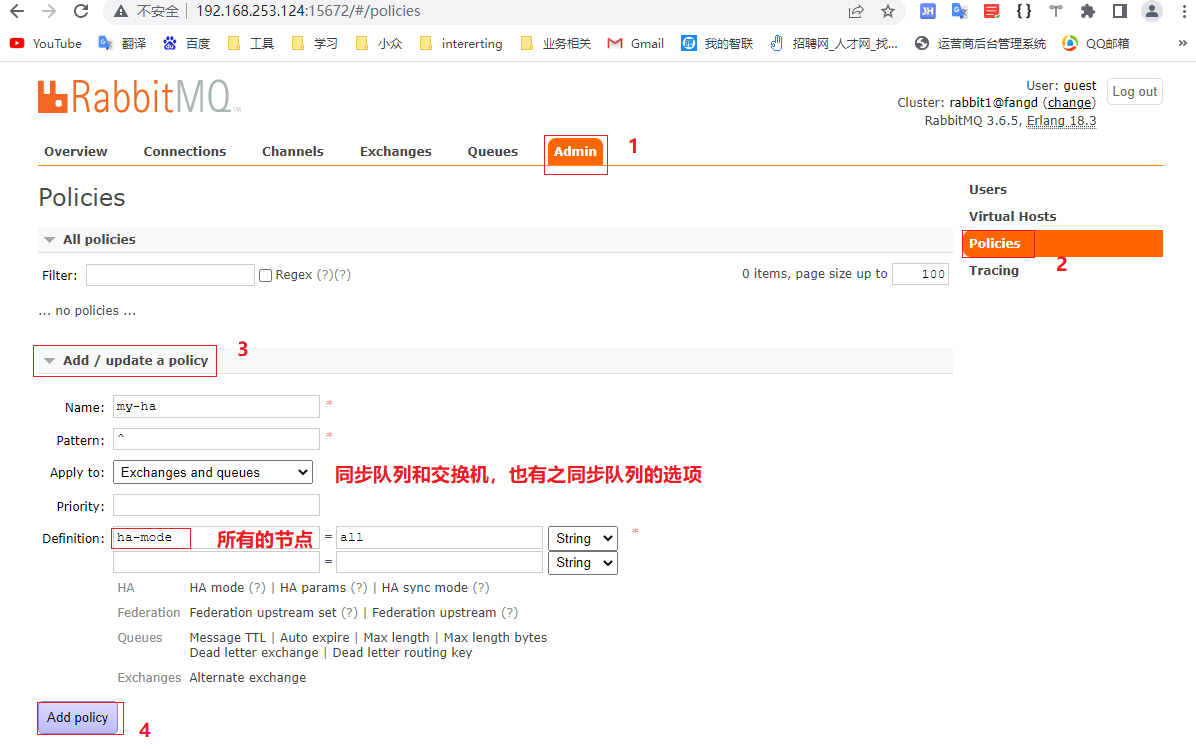 不安全 192.168.253.124:15672/#/policies
YouTube 翻译 百度 工具 学习 小众 intererting 业务相关 Gmail 我的智联 招聘网_人才网_找... 运营商后台管理系统 QQ邮箱 »
RabbitMQ TM
User: guest
Cluster: rabbit1@fangd (change)
RabbitMQ 3.6.5, Erlang 18.3
Log out
Overview Connections Channels Exchanges Queues Admin 1
Policies
Users
Virtual Hosts
Policies 2
Tracing
All policies
Filter: Regex (?)(?) 0 items, page size up to 100
... no policies ...
Add / update a policy 3
Name: my-ha *
Pattern: ^ *
Apply to: Exchanges and queues 同步队列和交换机，也有之同步队列的选项
Priority:
Definition: ha-mode 所有的节点 = all String *
= String
HA HA mode (?) | HA params (?) | HA sync mode (?)
Federation Federation upstream set (?) | Federation upstream (?)
Queues Message TTL | Auto expire | Max length | Max length bytes
Dead letter exchange | Dead letter routing key
Exchanges Alternate exchange
Add policy 4